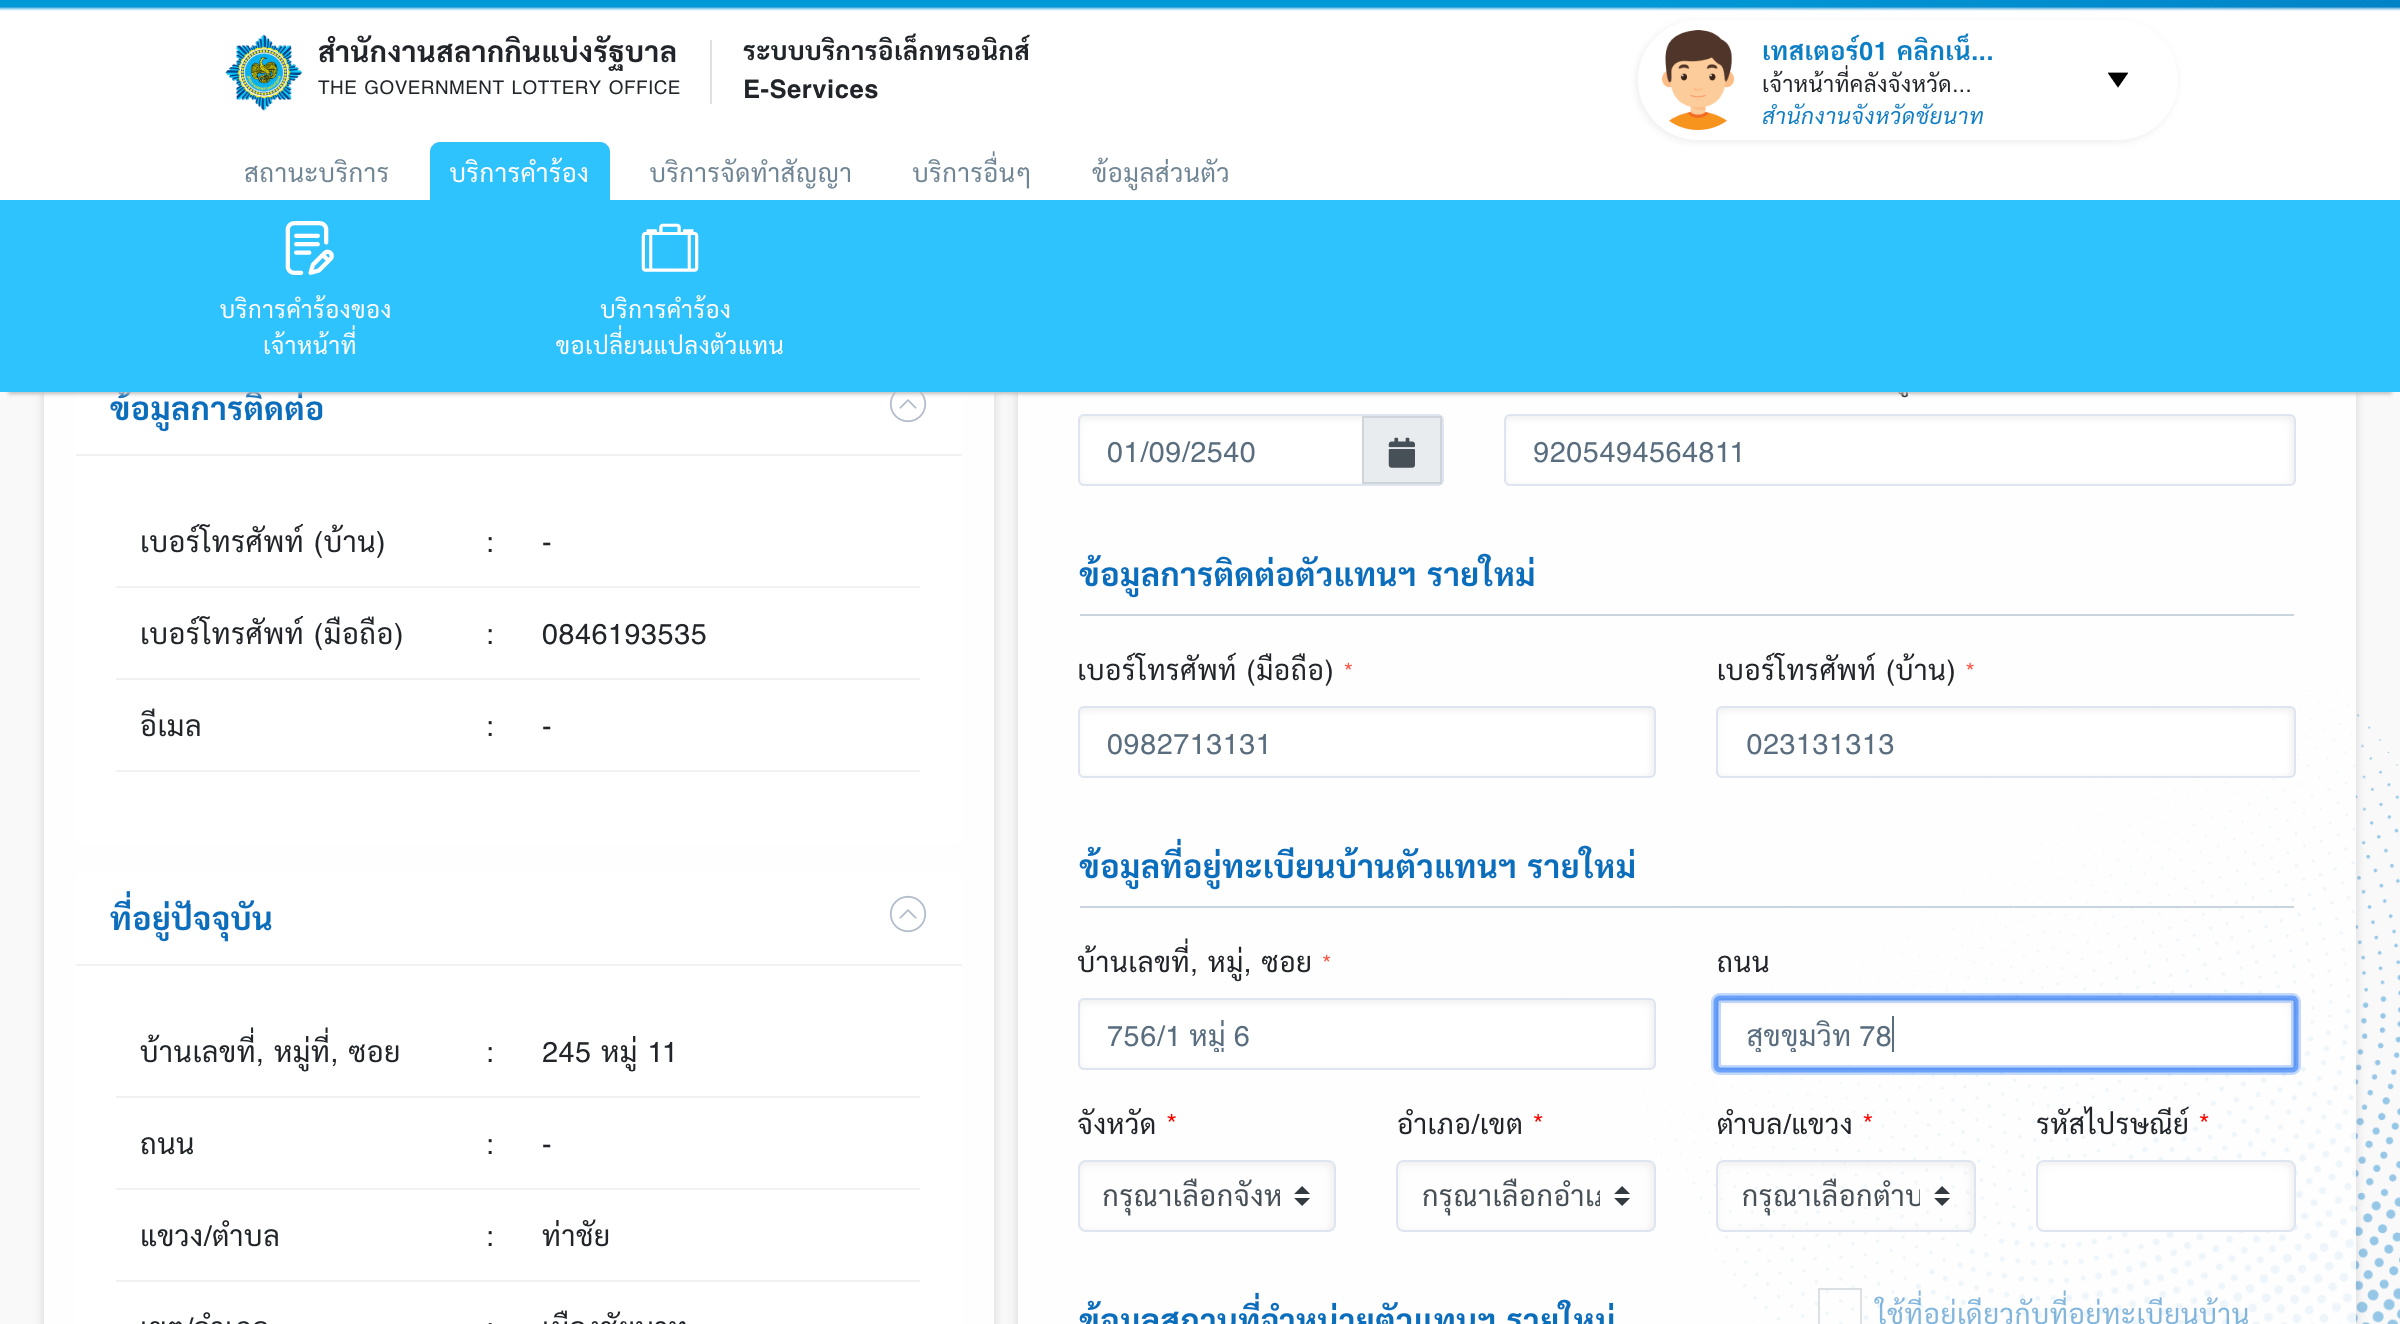 สำนักงานสลากกินแบ่งรัฐบาล
THE GOVERNMENT LOTTERY OFFICE
ระบบบริการอิเล็กทรอนิกส์
E-Services
เทสเตอร์01 คลิกเน็...
เจ้าหน้าที่คลังจังหวัด...
สำนักงานจังหวัดชัยนาท
สถานะบริการ
บริการคำร้อง
บริการจัดทำสัญญา
บริการอื่นๆ
ข้อมูลส่วนตัว
บริการคำร้องของ
เจ้าหน้าที่
บริการคำร้อง
ขอเปลี่ยนแปลงตัวแทน
ข้อมูลการติดต่อ
เบอร์โทรศัพท์ (บ้าน) : -
เบอร์โทรศัพท์ (มือถือ) : 0846193535
อีเมล : -
ที่อยู่ปัจจุบัน
บ้านเลขที่, หมู่ที่, ซอย : 245 หมู่ 11
ถนน : -
แขวง/ตำบล : ท่าชัย
เขต/อำเภอ : เมืองชัยนาท
01/09/2540
9205494564811
ข้อมูลการติดต่อตัวแทนฯ รายใหม่
เบอร์โทรศัพท์ (มือถือ) *
เบอร์โทรศัพท์ (บ้าน) *
0982713131
023131313
ข้อมูลที่อยู่ทะเบียนบ้านตัวแทนฯ รายใหม่
บ้านเลขที่, หมู่, ซอย *
ถนน
756/1 หมู่ 6
สุขขุมวิท 78
จังหวัด *
อำเภอ/เขต *
ตำบล/แขวง *
รหัสไปรษณีย์ *
กรุณาเลือกจังห
กรุณาเลือกอำเภ
กรุณาเลือกตำบ
ข้อมูลสถานที่จำหน่ายตัวแทนฯ รายใหม่
ใช้ที่อยู่เดียวกับที่อยู่ทะเบียนบ้าน